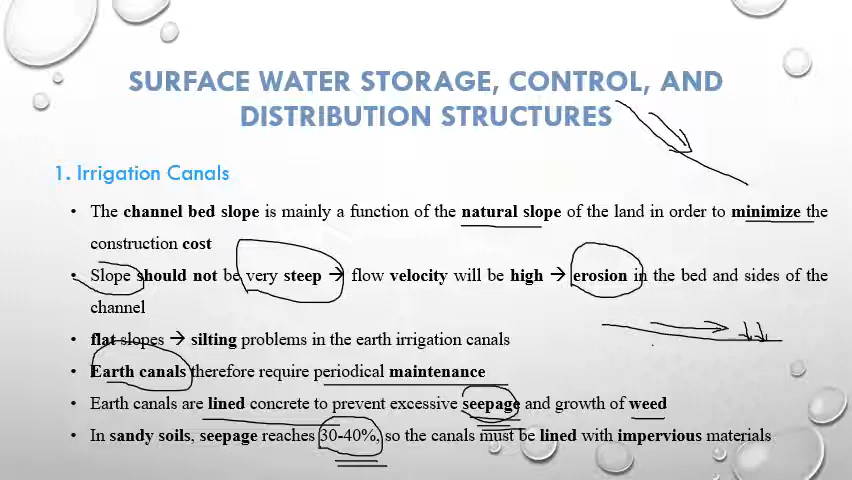 SURFACE WATER STORAGE, CONTROL, AND
DISTRIBUTION STRUCTURES
1. Irrigation Canals
• The channel bed slope is mainly a function of the natural slope of the land in order to minimize the
construction cost
• Slope should not be very steep → flow velocity will be high → erosion in the bed and sides of the
channel
• flat slopes → silting problems in the earth irrigation canals
• Earth canals therefore require periodical maintenance
• Earth canals are lined concrete to prevent excessive seepage and growth of weed
• In sandy soils, seepage reaches 30-40%, so the canals must be lined with impervious materials